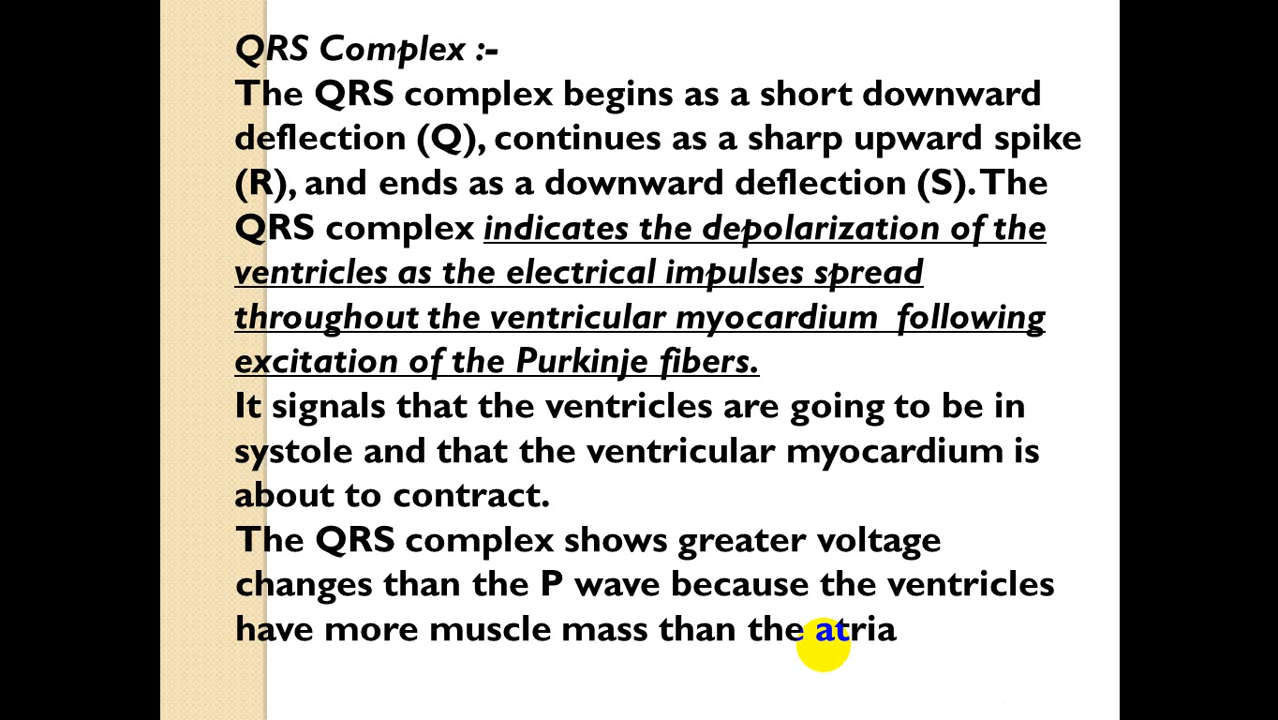 QRS Complex :-
The QRS complex begins as a short downward
deflection (Q), continues as a sharp upward spike
(R), and ends as a downward deflection (S). The
QRS complex indicates the depolarization of the
ventricles as the electrical impulses spread
throughout the ventricular myocardium following
excitation of the Purkinje fibers.
It signals that the ventricles are going to be in
systole and that the ventricular myocardium is
about to contract.
The QRS complex shows greater voltage
changes than the P wave because the ventricles
have more muscle mass than the atria